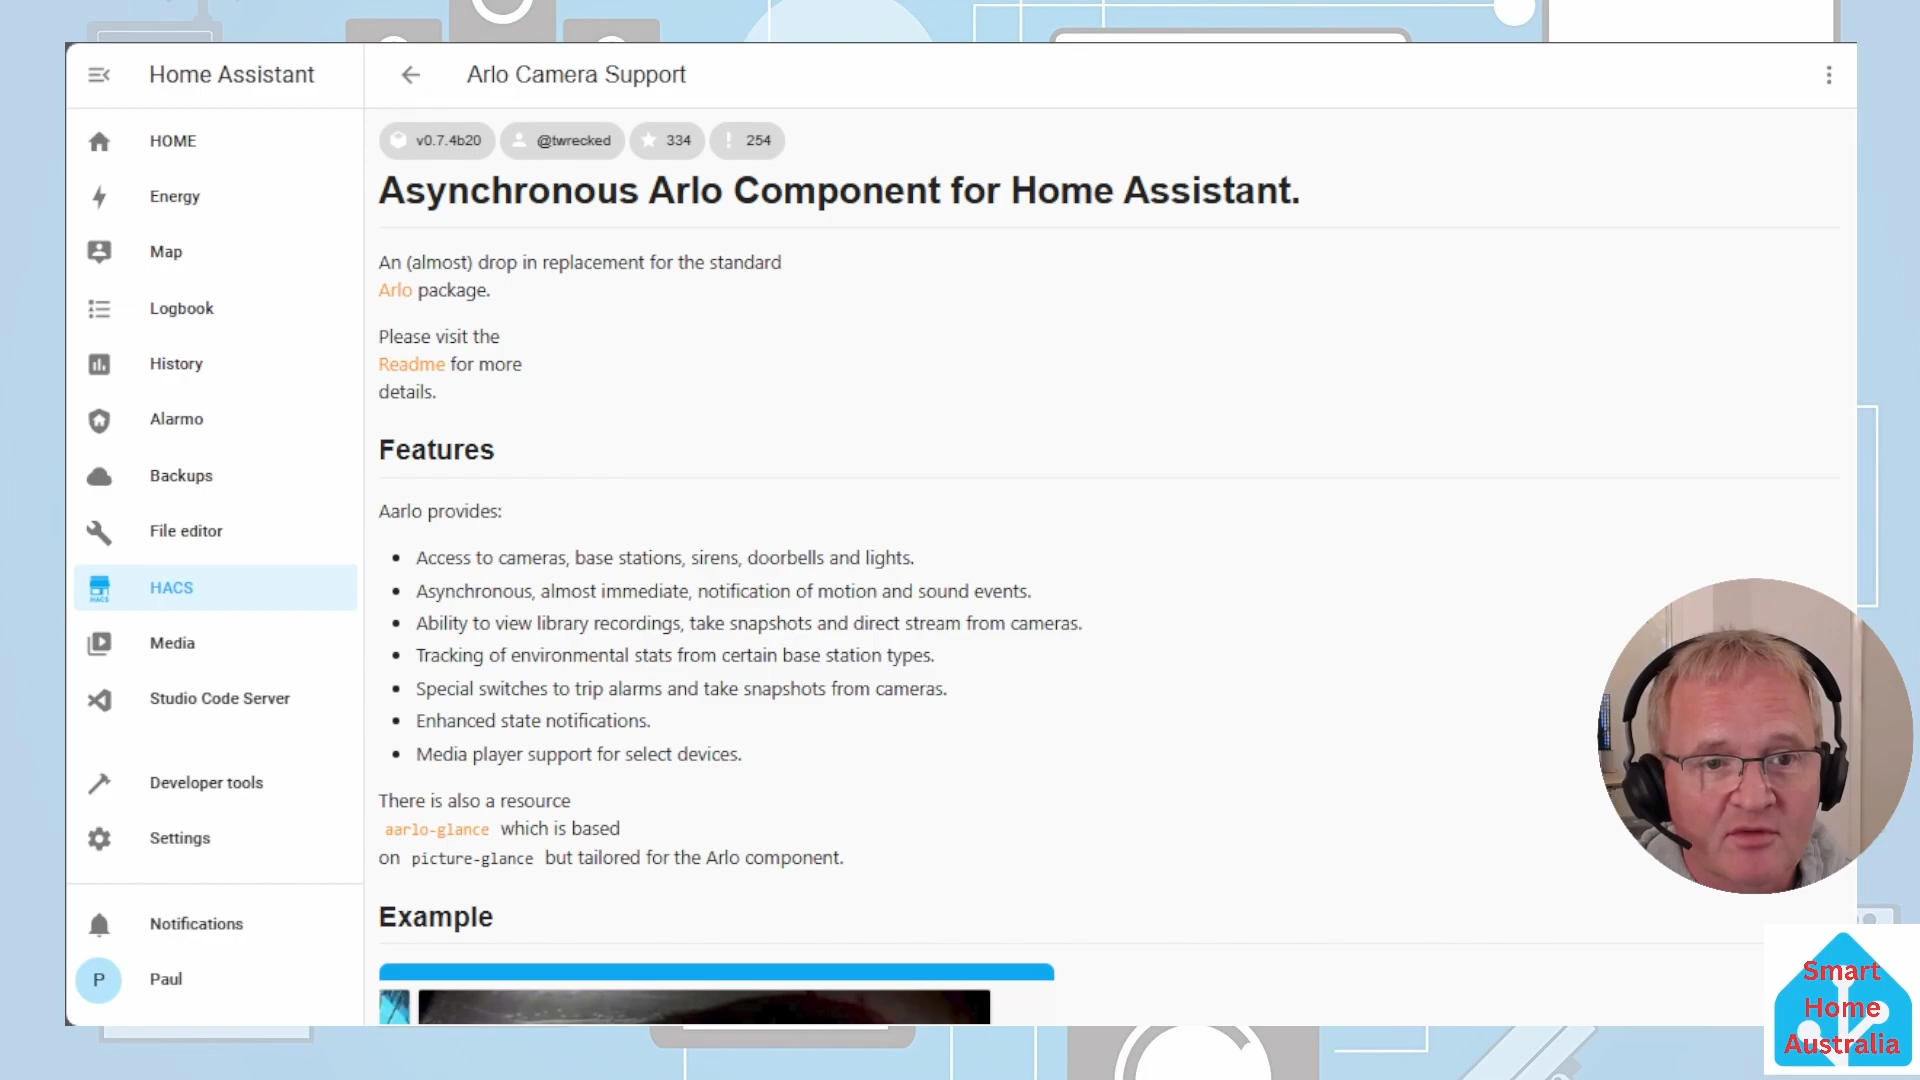 Home Assistant
Arlo Camera Support
HOME
Energy
Map
Logbook
History
Alarmo
Backups
File editor
HACS
HACS
Media
Studio Code Server
Developer tools
Settings
Notifications
P
Paul
v0.7.4b20
@twrecked
334
254
Asynchronous Arlo Component for Home Assistant.
An (almost) drop in replacement for the standard
Arlo package.
Please visit the
Readme for more
details.
Features
Aarlo provides:
Access to cameras, base stations, sirens, doorbells and lights.
Asynchronous, almost immediate, notification of motion and sound events.
Ability to view library recordings, take snapshots and direct stream from cameras.
Tracking of environmental stats from certain base station types.
Special switches to trip alarms and take snapshots from cameras.
Enhanced state notifications.
Media player support for select devices.
There is also a resource
aarlo-glance which is based
on picture-glance but tailored for the Arlo component.
Example
Smart
Home
Australia